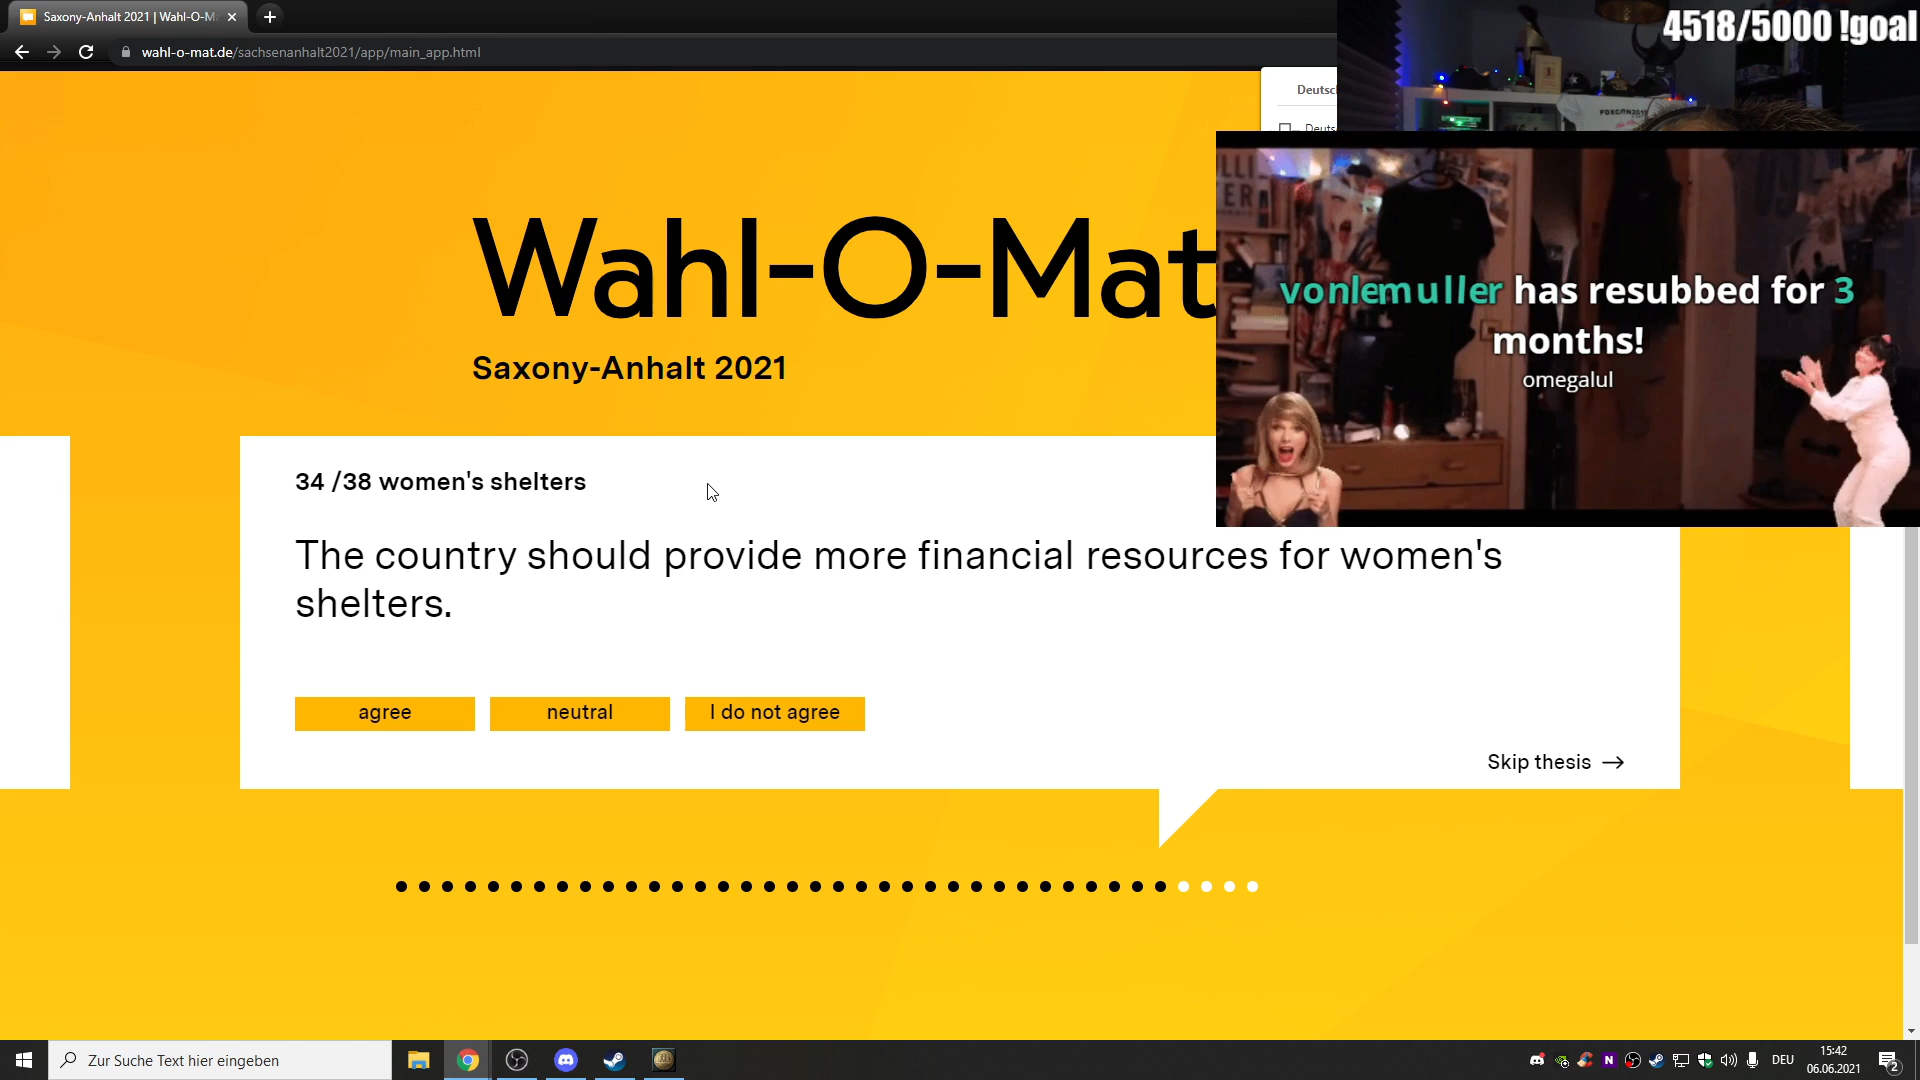 Saxony-Anhalt 2021 | Wahl-O-M
4518/5000 !goal
wahl-o-mat.de/sachsenanhalt2021/app/main_app.html
Deutsc
Deuts
Wahl-O-Mat
Saxony-Anhalt 2021
vonlemuller has resubbed for 3
months!
omegalul
34 /38 women's shelters
The country should provide more financial resources for women's
shelters.
agree
neutral
I do not agree
Skip thesis →
Zur Suche Text hier eingeben
DEU
15:42
06.06.2021
2